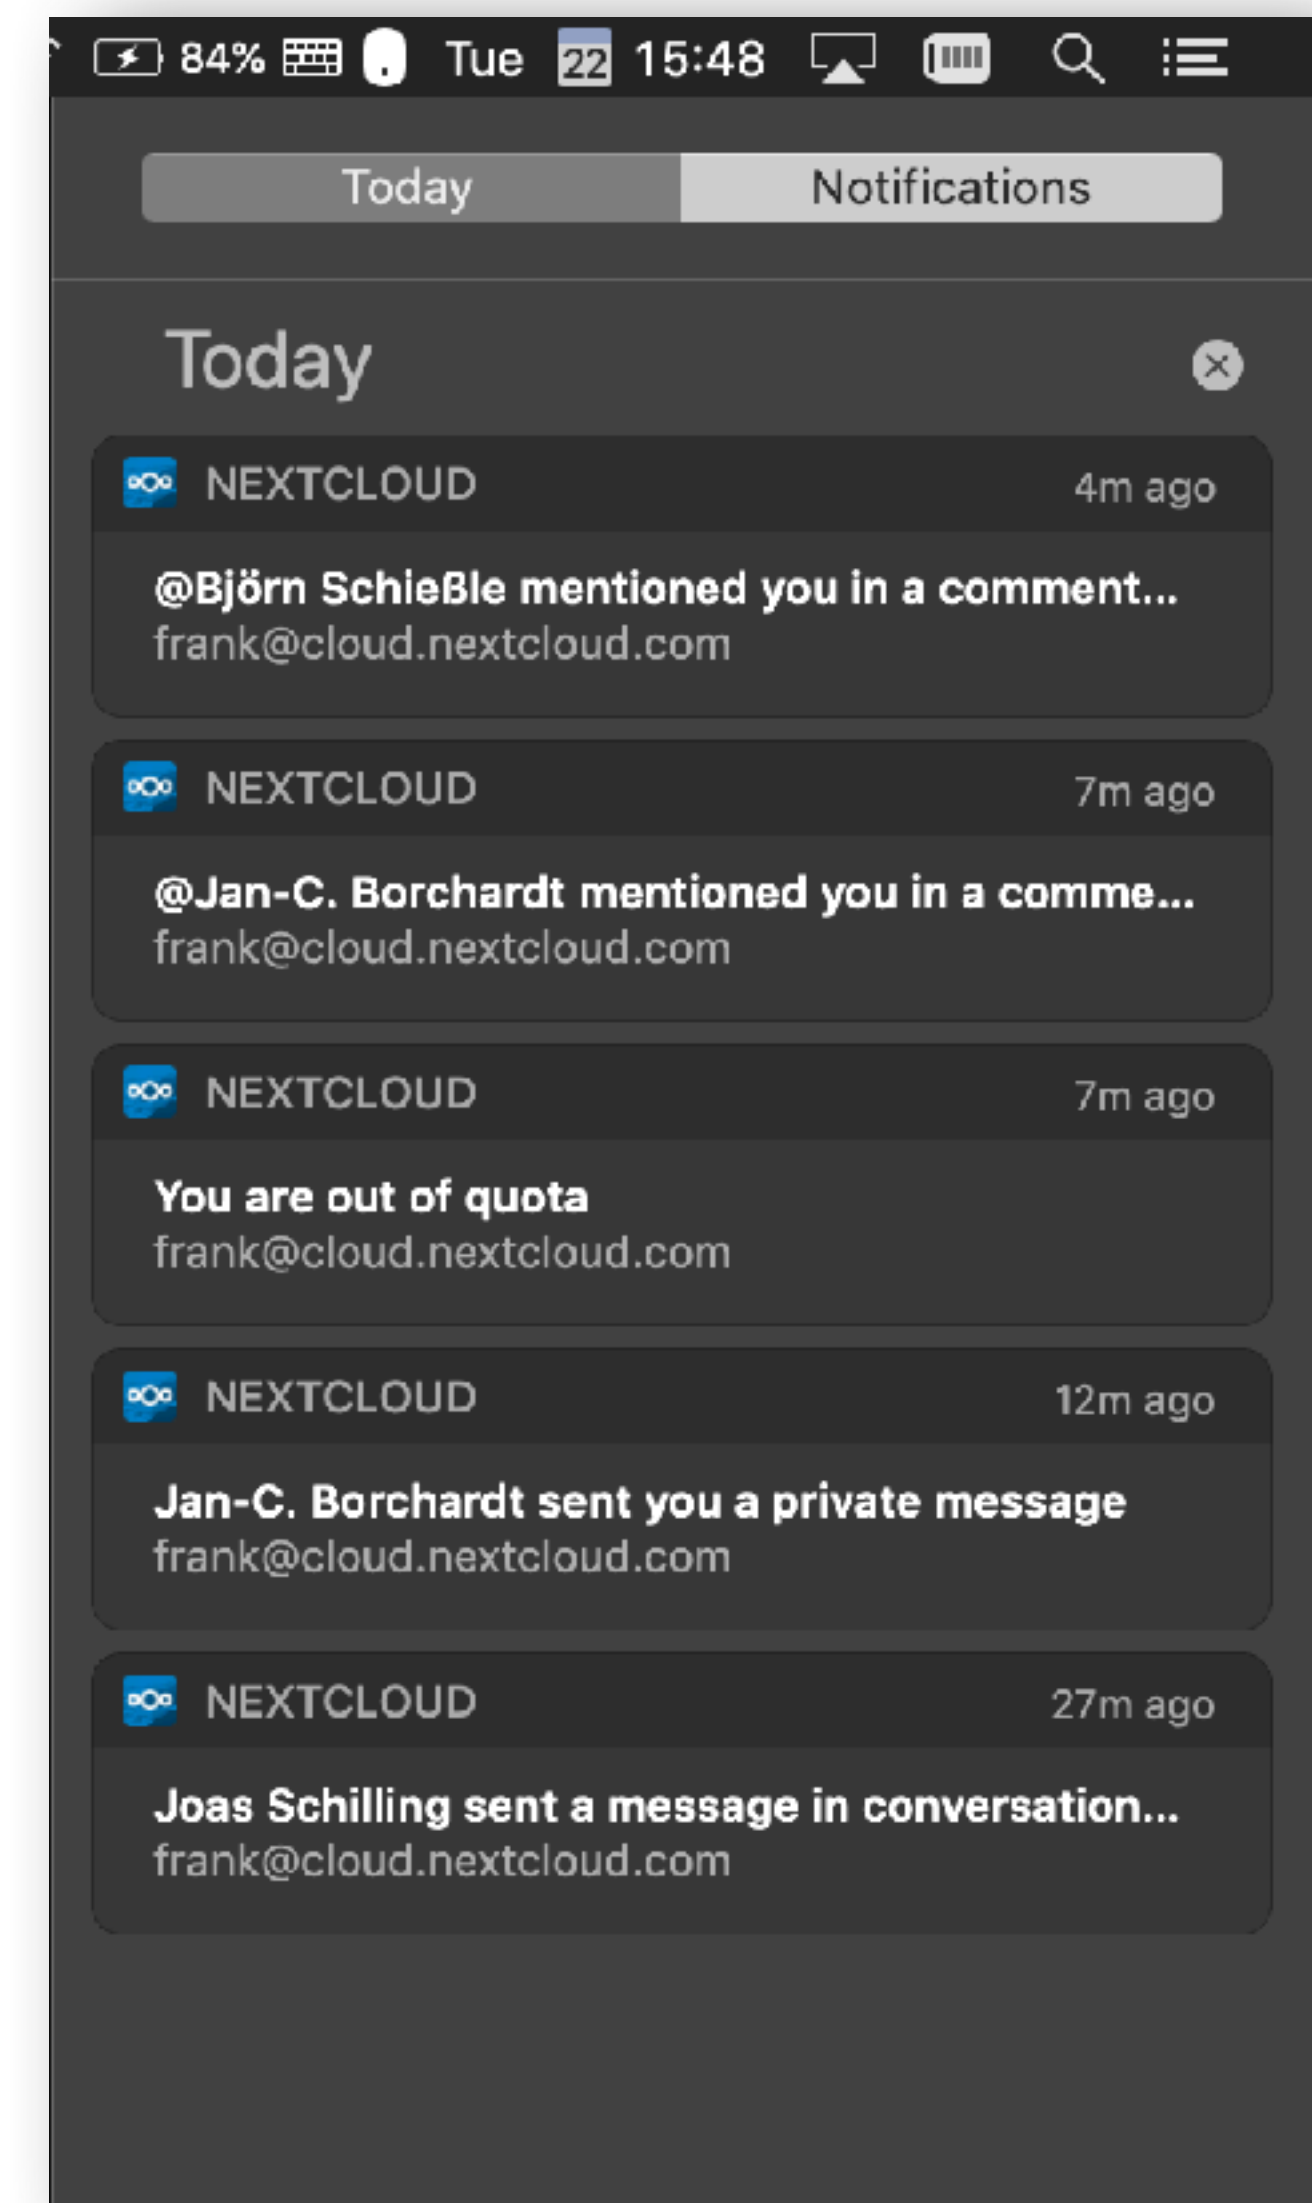 84% Tue 22 15:48
Today Notifications
Today
NEXTCLOUD 4m ago
@Björn Schießle mentioned you in a comment...
frank@cloud.nextcloud.com
NEXTCLOUD 7m ago
@Jan-C. Borchardt mentioned you in a comme...
frank@cloud.nextcloud.com
NEXTCLOUD 7m ago
You are out of quota
frank@cloud.nextcloud.com
NEXTCLOUD 12m ago
Jan-C. Borchardt sent you a private message
frank@cloud.nextcloud.com
NEXTCLOUD 27m ago
Joas Schilling sent a message in conversation...
frank@cloud.nextcloud.com